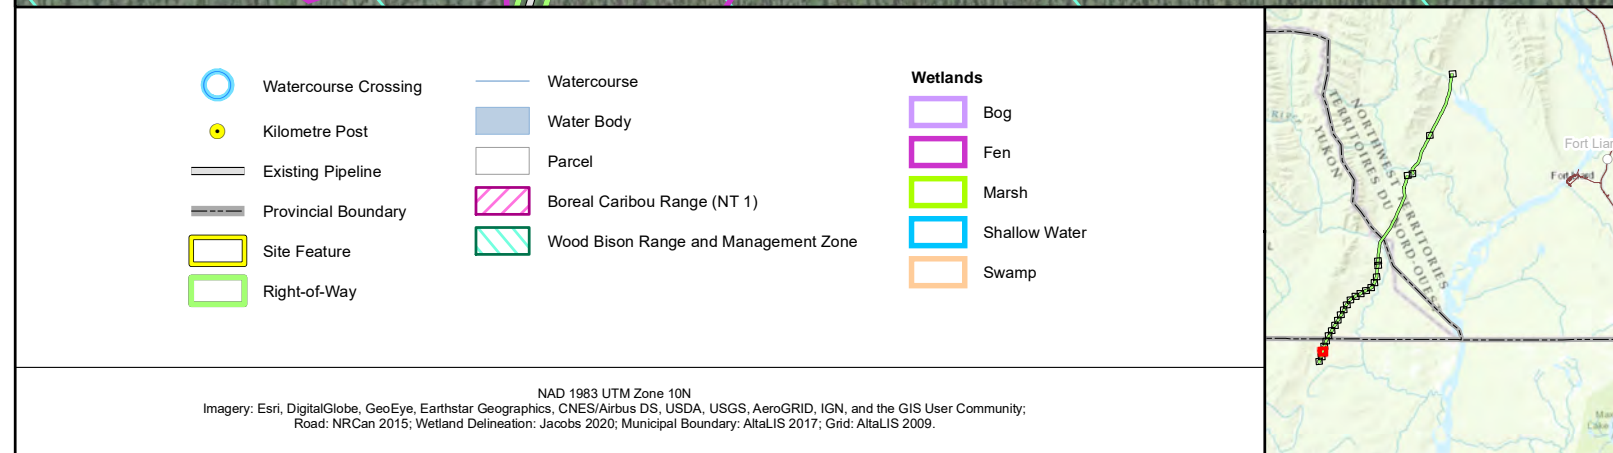 Watercourse Crossing
Kilometre Post
Existing Pipeline
Provincial Boundary
Site Feature
Right-of-Way
Watercourse
Water Body
Parcel
Boreal Caribou Range (NT 1)
Wood Bison Range and Management Zone
Wetlands
Bog
Fen
Marsh
Shallow Water
Swamp
NAD 1983 UTM Zone 10N
Imagery: Esri, DigitalGlobe, GeoEye, Earthstar Geographics, CNES/Airbus DS, USDA, USGS, AeroGRID, IGN, and the GIS User Community;
Road: NRCan 2015; Wetland Delineation: Jacobs 2020; Municipal Boundary: AltaLIS 2017; Grid: AltaLIS 2009.
NORTHWEST TERRITORIES
TERRITOIRES DU NORD-OUEST
YUKON
Fort Liar
Lake